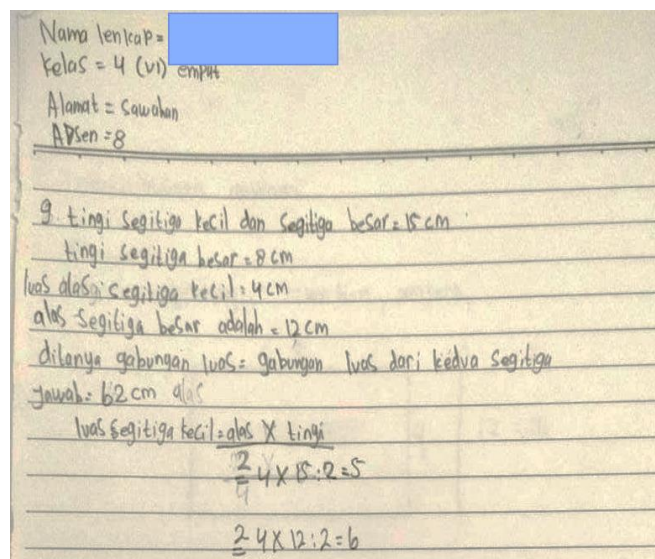 Nama lenkap =
Kelas = 4 (VI) empat
Alamat = Sawahan
Absen = 8
9. tingi segitiga kecil dan segitiga besar = 15 cm
tingi segitiga besar = 8 cm
luas alas segitiga kecil = 4 cm
alas segitiga besar adalah = 12 cm
ditanya gabungan luas = gabungan luas dari kedua segitiga
Jawab = 62 cm alas
luas segitiga kecil = alas X tingi
2 4 X 15 : 2 = 5
4
2 4 X 12 : 2 = 6